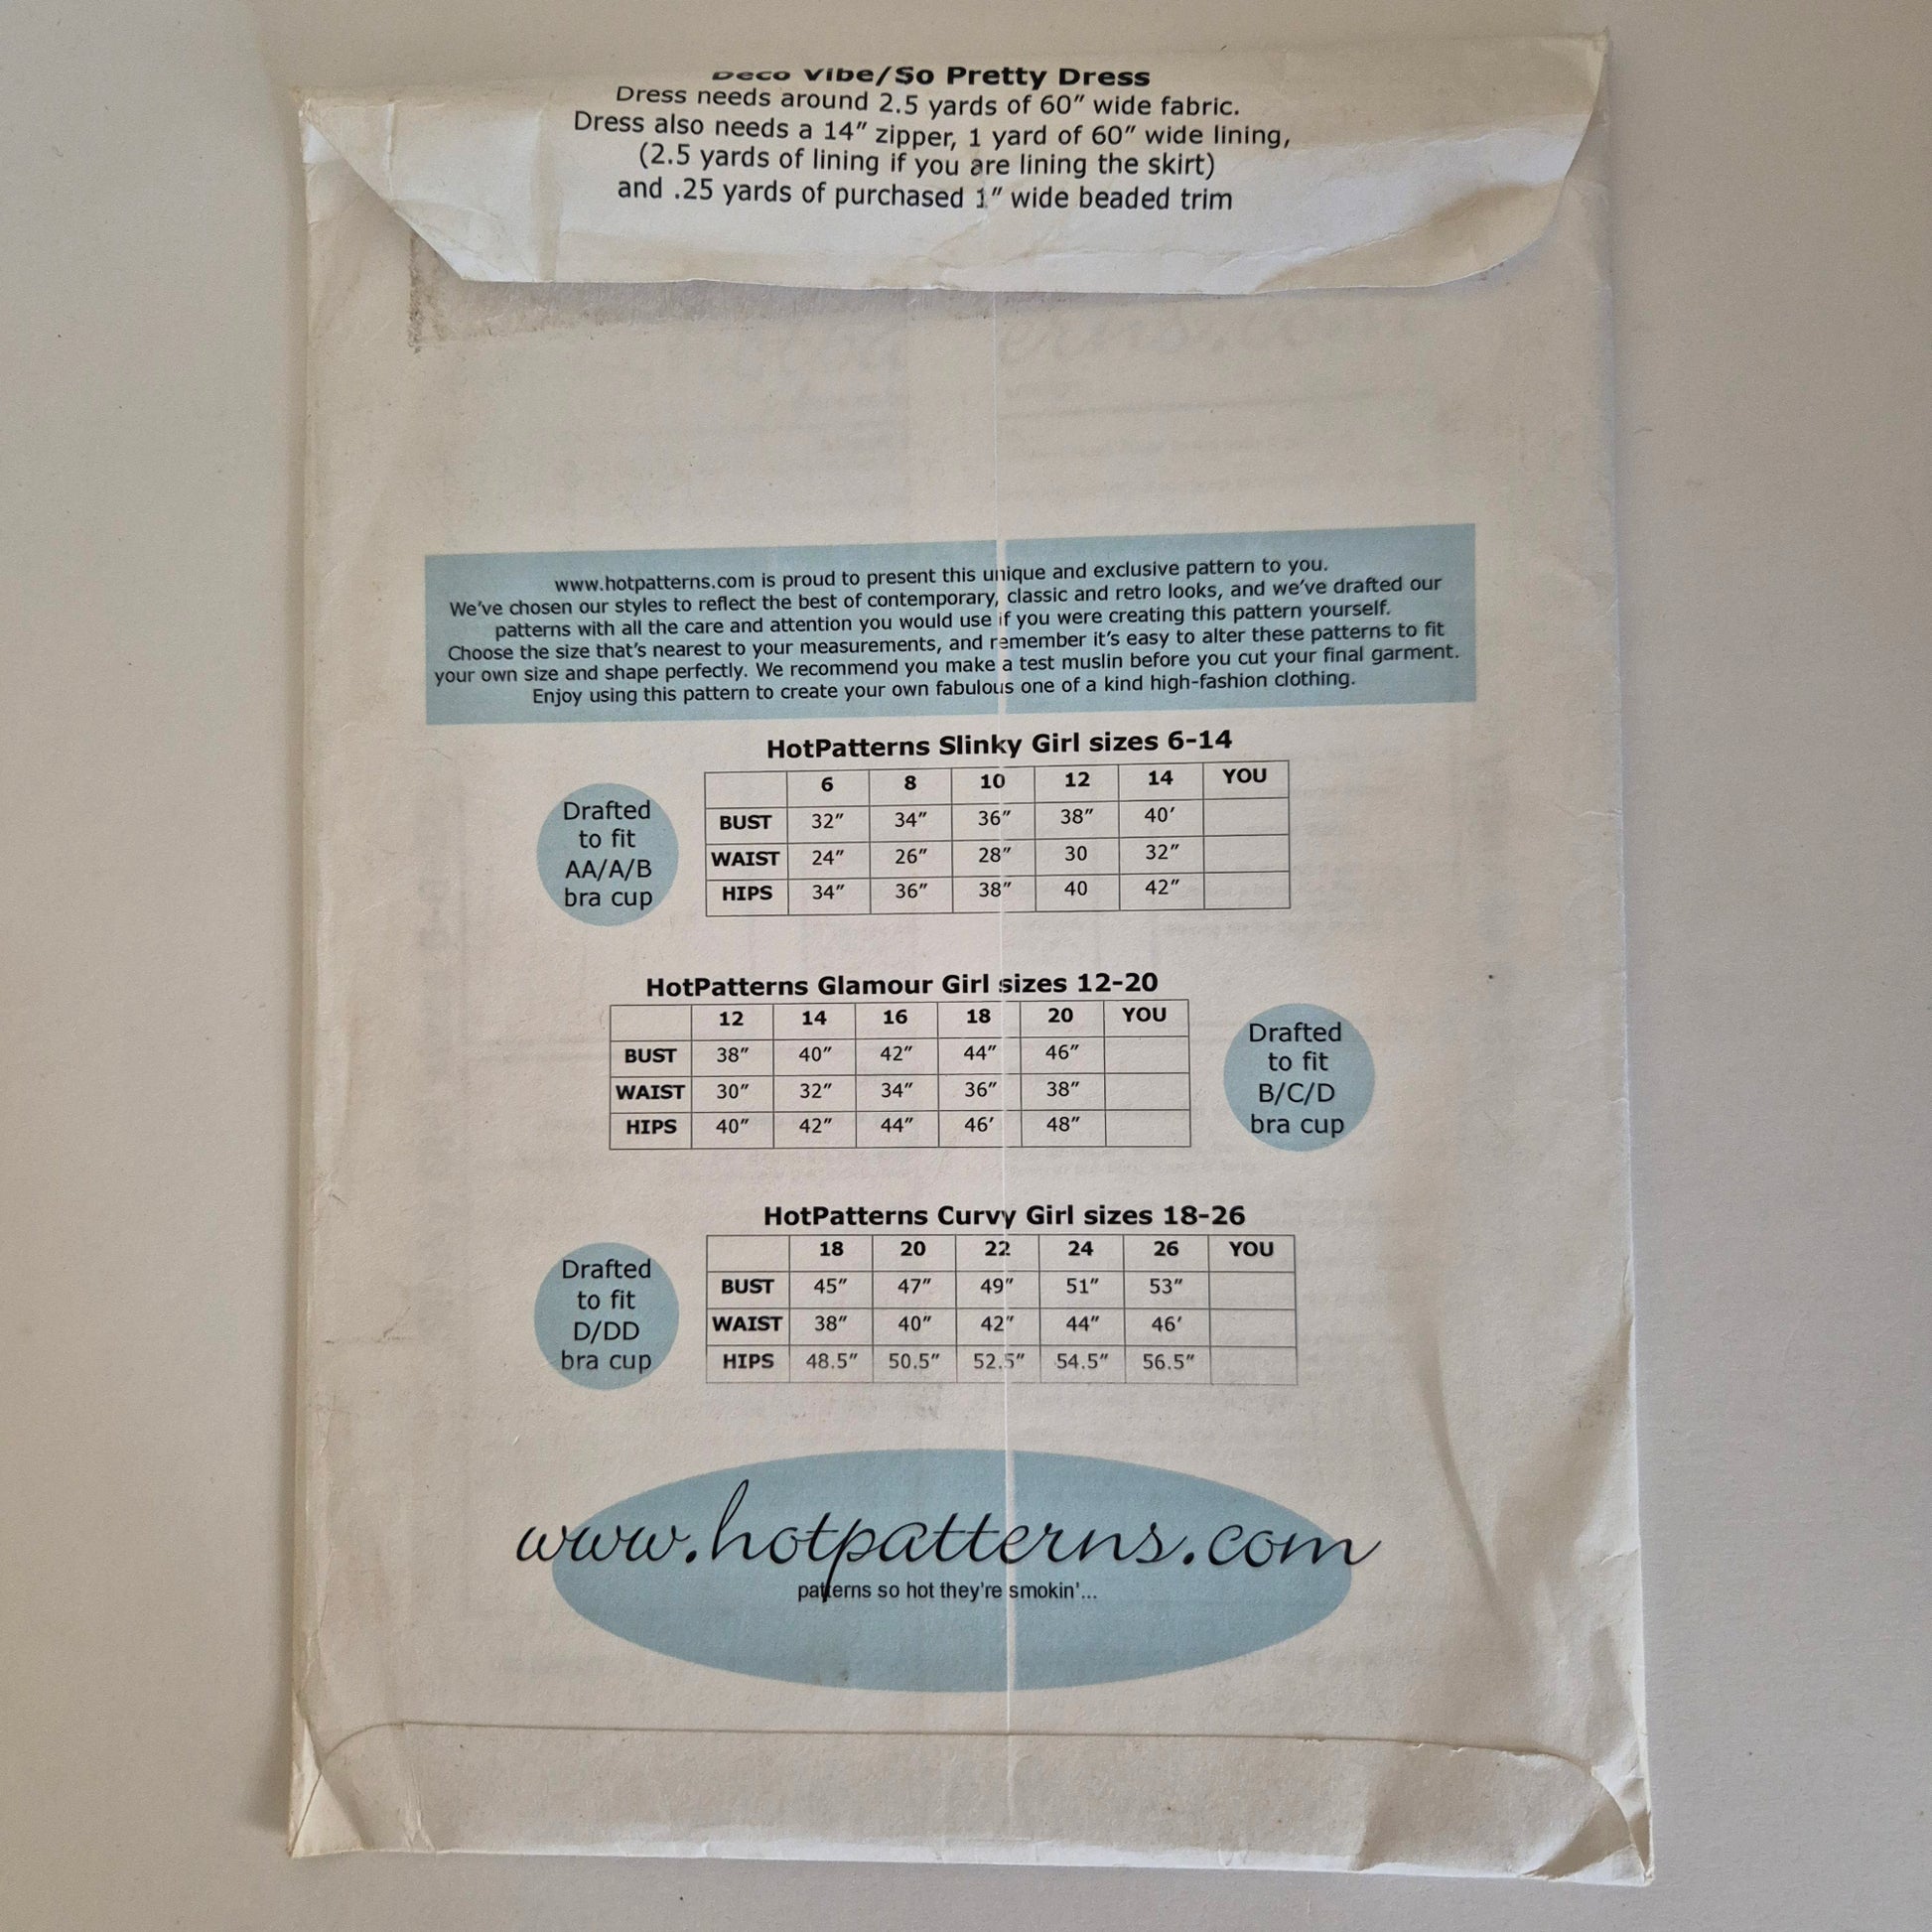 Deco Vibe/So Pretty Dress
Dress needs around 2.5 yards of 60” wide fabric.
Dress also needs a 14” zipper, 1 yard of 60” wide lining,
(2.5 yards of lining if you are lining the skirt)
and .25 yards of purchased 1” wide beaded trim
www.hotpatterns.com is proud to present this unique and exclusive pattern to you.
We’ve chosen our styles to reflect the best of contemporary, classic and retro looks, and we’ve drafted our
patterns with all the care and attention you would use if you were creating this pattern yourself.
Choose the size that’s nearest to your measurements, and remember it’s easy to alter these patterns to fit
your own size and shape perfectly. We recommend you make a test muslin before you cut your final garment.
Enjoy using this pattern to create your own fabulous one of a kind high-fashion clothing.
HotPatterns Slinky Girl sizes 6-14
Drafted
to fit
AA/A/B
bra cup
6 8 10 12 14 YOU
BUST 32” 34” 36” 38” 40’
WAIST 24” 26” 28” 30 32”
HIPS 34” 36” 38” 40 42”
HotPatterns Glamour Girl sizes 12-20
12 14 16 18 20 YOU
BUST 38” 40” 42” 44” 46”
WAIST 30” 32” 34” 36” 38”
HIPS 40” 42” 44” 46’ 48”
Drafted
to fit
B/C/D
bra cup
HotPatterns Curvy Girl sizes 18-26
Drafted
to fit
D/DD
bra cup
18 20 22 24 26 YOU
BUST 45” 47” 49” 51” 53”
WAIST 38” 40” 42” 44” 46’
HIPS 48.5” 50.5” 52.5” 54.5” 56.5”
www.hotpatterns.com
patterns so hot they're smokin'...